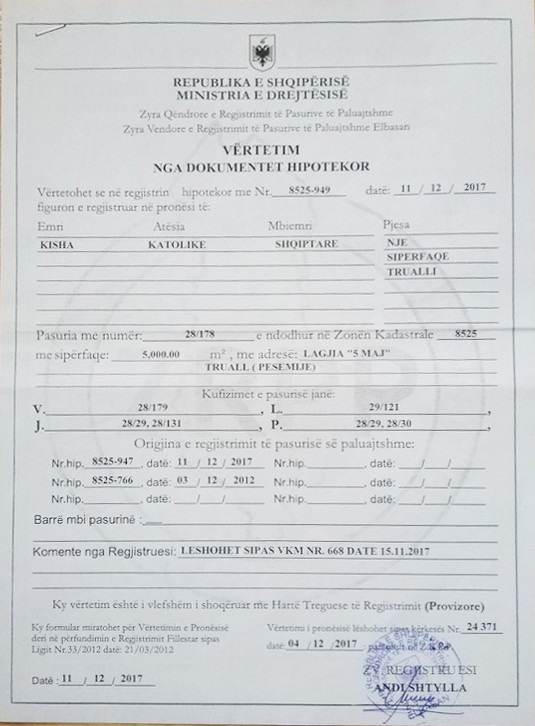 REPUBLIKA E SHQIPËRISË
MINISTRIA E DREJTËSISË
Zyra Qëndrore e Regjistrimit të Pasurive të Paluajtshme
Zyra Vendore e Regjistrimit të Pasurive të Paluajtshme Elbasan
VËRTETIM
NGA DOKUMENTET HIPOTEKOR
Vërtetohet se në regjistrin hipotekor me Nr. 8525-949 datë: 11 / 12 / 2017
figuron e regjistruar në pronësi të:
Emri Atësia Mbiemri Pjesa
KISHA KATOLIKE SHQIPTARE NJE
SIPERFAQE
TRUALLI
Pasuria me numër: 28/178 e ndodhur në Zonën Kadastrale 8525
me sipërfaqe: 5,000.00 m², me adresë: LAGJIA "5 MAJ"
TRUALL ( PESEMIJE)
Kufizimet e pasurisë janë:
V. 28/179 , L. 29/121 ,
J. 28/29, 28/131 , P. 28/29, 28/30 ,
Origjina e regjistrimit të pasurisë së paluajtshme:
Nr.hip. 8525-947 , datë: 11 / 12 / 2017 Nr.hip. , datë: / /
Nr.hip. 8525-766 , datë: 03 / 12 / 2012 Nr.hip. , datë: / /
Nr.hip. , datë: / / Nr.hip. , datë: / /
Barrë mbi pasurinë :
Komente nga Regjistruesi: LESHOHET SIPAS VKM NR. 668 DATE 15.11.2017
Ky vërtetim është i vlefshëm i shoqëruar me Hartë Treguese të Regjistrimit (Provizore)
Ky formular miratohet për Vërtetimin e Pronësisë
deri në përfundimin e Regjistrimit Fillestar sipas
Ligjit Nr.33/2012 datë: 21/03/2012
Vërtetimi i pronësisë lëshohet sipas kërkesës Nr. 24 371
datë 04 / 12 / 2017
Datë : 11 / 12 / 2017
REGJISTRUESI
ANDI SHTYLLA
ELBASAN